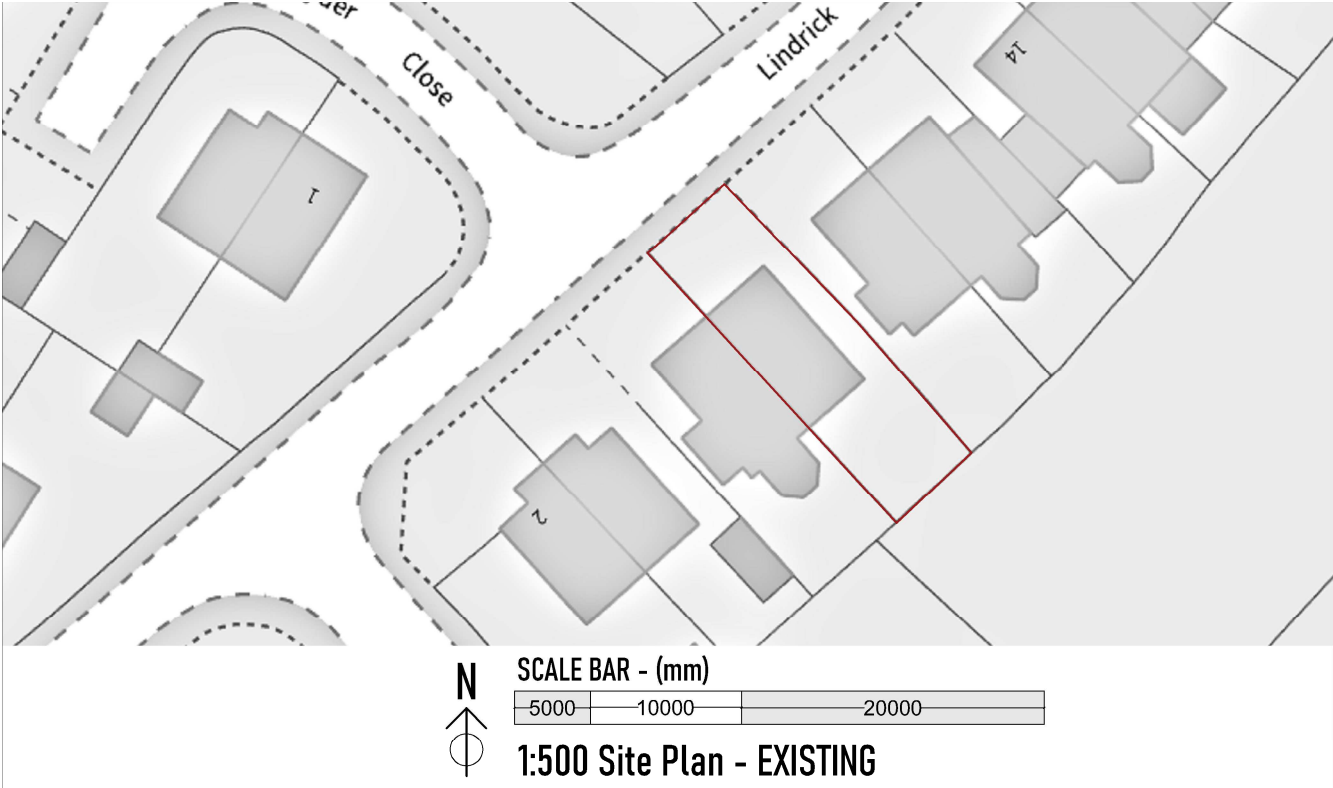 Close
Lindrick
14
1
2
N
SCALE BAR - (mm)
5000 10000 20000
1:500 Site Plan - EXISTING